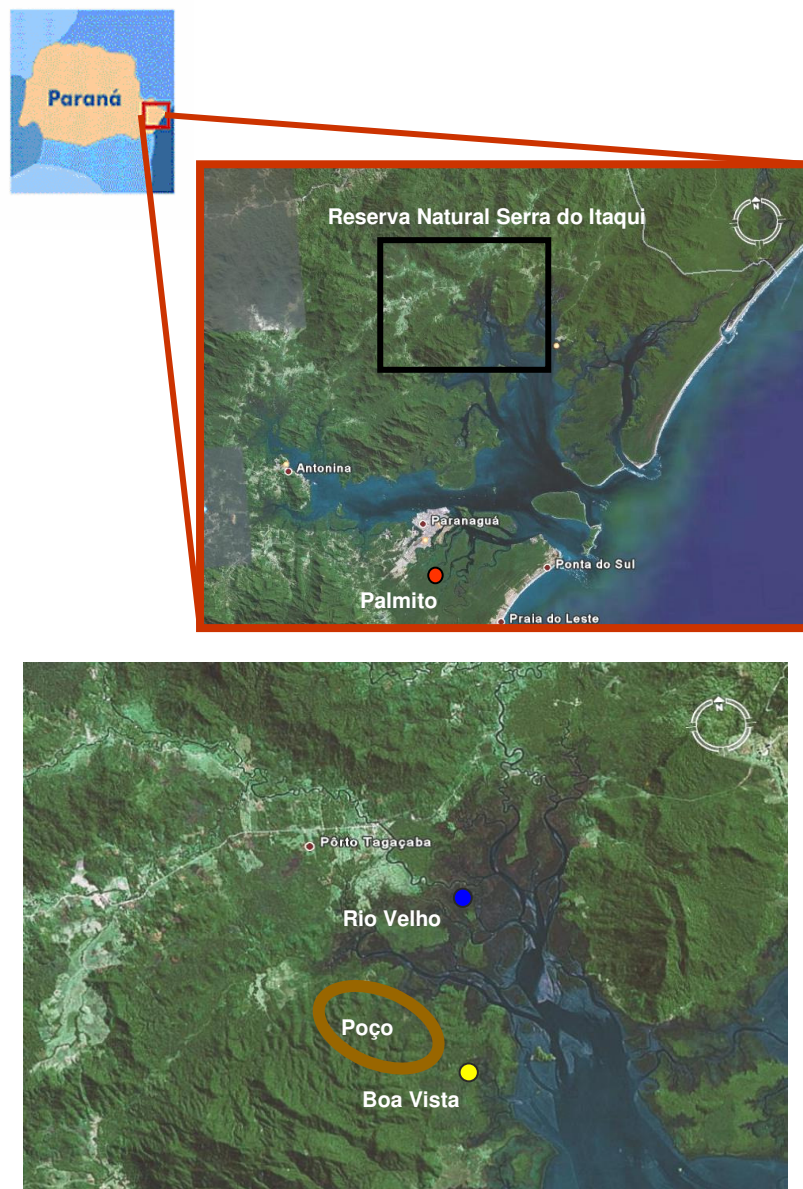 Paraná
Reserva Natural Serra do Itaqui
N
Antonina
Paranaguá
Ponta do Sul
Palmito
Praia do Leste
N
Pôrto Tagaçaba
Rio Velho
Poço
Boa Vista